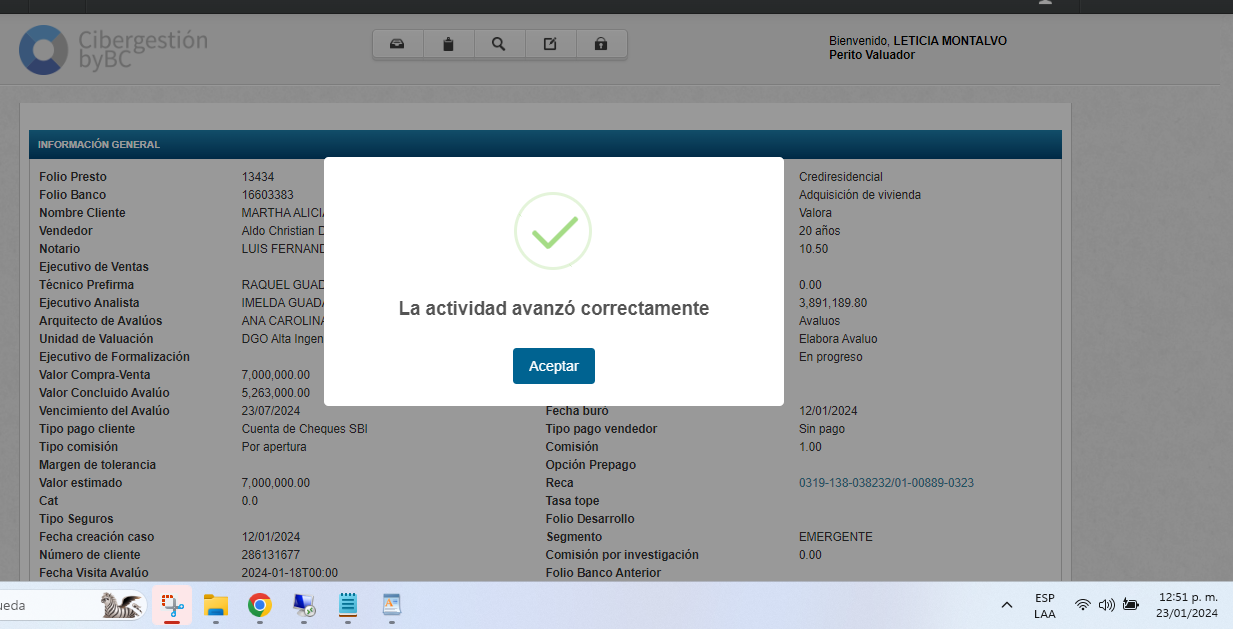 Cibergestión
byBC
Bienvenido, LETICIA MONTALVO
Perito Valuador
INFORMACIÓN GENERAL
Folio Presto 13434 Crediresidencial
Folio Banco 16603383 Adquisición de vivienda
Nombre Cliente MARTHA Valora
Vendedor Aldo Christian 20 años
Notario LUIS 10.50
Ejecutivo de Ventas
Técnico Prefirma RAQUEL 0.00
Ejecutivo Analista IMELDA 3,891,189.80
Arquitecto de Avalúos ANA Avaluos
Unidad de Valuación DGO Alta Elabora Avaluo
Ejecutivo de Formalización En progreso
La actividad avanzó correctamente
Aceptar
Valor Compra-Venta 7,000,000.00
Valor Concluido Avalúo 5,263,000.00
Vencimiento del Avalúo 23/07/2024 Fecha buró 12/01/2024
Tipo pago cliente Cuenta de Cheques SBI Tipo pago vendedor Sin pago
Tipo comisión Por apertura Comisión 1.00
Margen de tolerancia Opción Prepago
Valor estimado 7,000,000.00 Reca 0319-138-038232/01-00889-0323
Cat 0.0 Tasa tope
Tipo Seguros Folio Desarrollo
Fecha creación caso 12/01/2024 Segmento EMERGENTE
Número de cliente 286131677 Comisión por investigación 0.00
Fecha Visita Avalúo 2024-01-18T00:00 Folio Banco Anterior
ueda
ESP
LAA
12:51 p. m.
23/01/2024